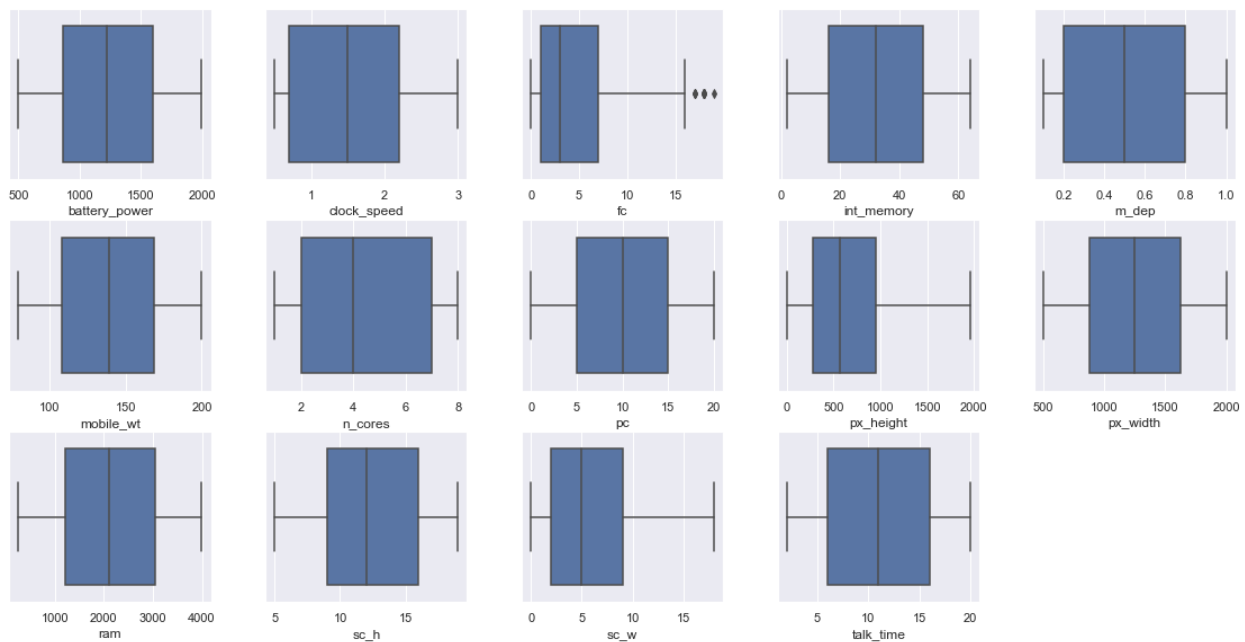 500 1000 1500 2000
battery_power
1 2 3
clock_speed
0 5 10 15
fc
0 20 40 60
int_memory
0.2 0.4 0.6 0.8 1.0
m_dep
100 150 200
mobile_wt
2 4 6 8
n_cores
0 5 10 15 20
pc
0 500 1000 1500 2000
px_height
500 1000 1500 2000
px_width
1000 2000 3000 4000
ram
5 10 15
sc_h
0 5 10 15
sc_w
5 10 15 20
talk_time